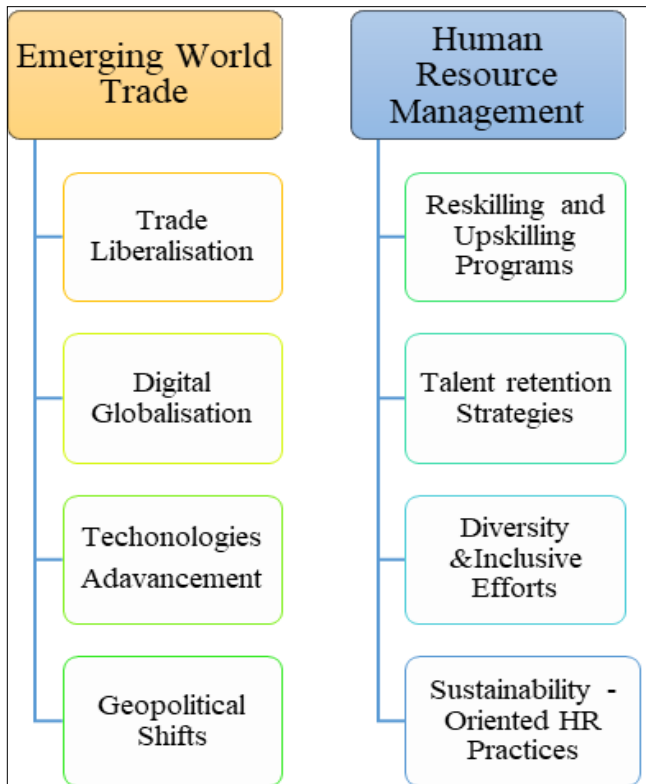 Emerging World
Trade
Trade
Liberalisation
Digital
Globalisation
Techonologies
Adavancement
Geopolitical
Shifts
Human
Resource
Management
Reskilling and
Upskilling
Programs
Talent retention
Strategies
Diversity
&Inclusive
Efforts
Sustainability -
Oriented HR
Practices